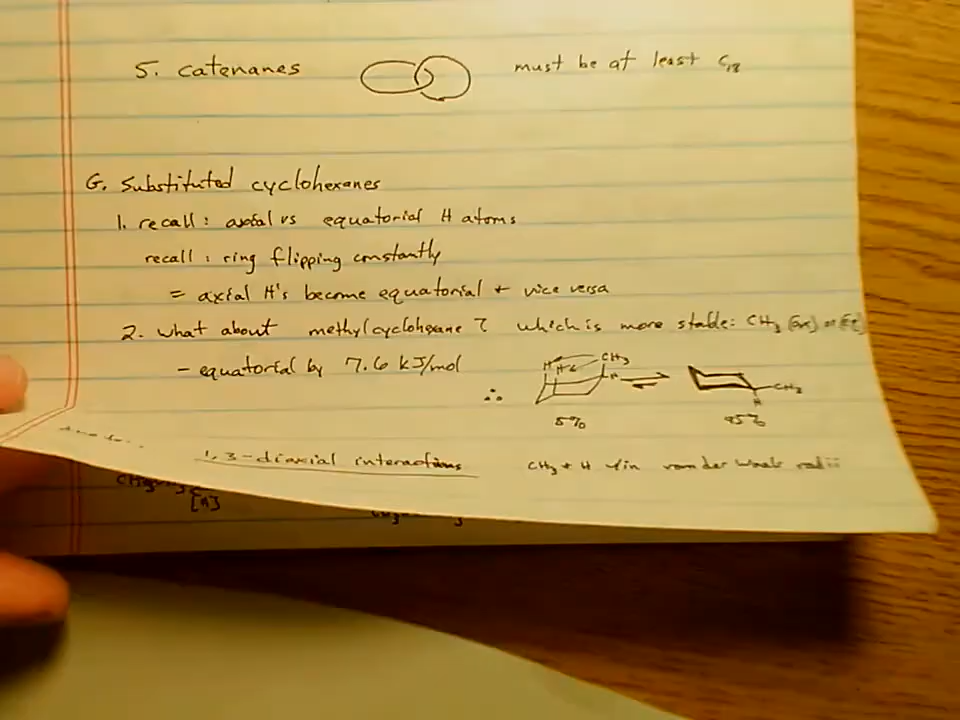 5. catenanes must be at least C18
G. Substituted cyclohexanes
1. recall: axial vs equatorial H atoms
recall: ring flipping constantly
= axial H's become equatorial + vice versa
2. What about methylcyclohexane? which is more stable: CH3 (ax) or (eq)
- equatorial by 7.6 kJ/mol
∴ H H CH3 H CH3 H
5% 95%
1,3-diaxial interactions CH3 + H w/in van der Waals radii
[A]